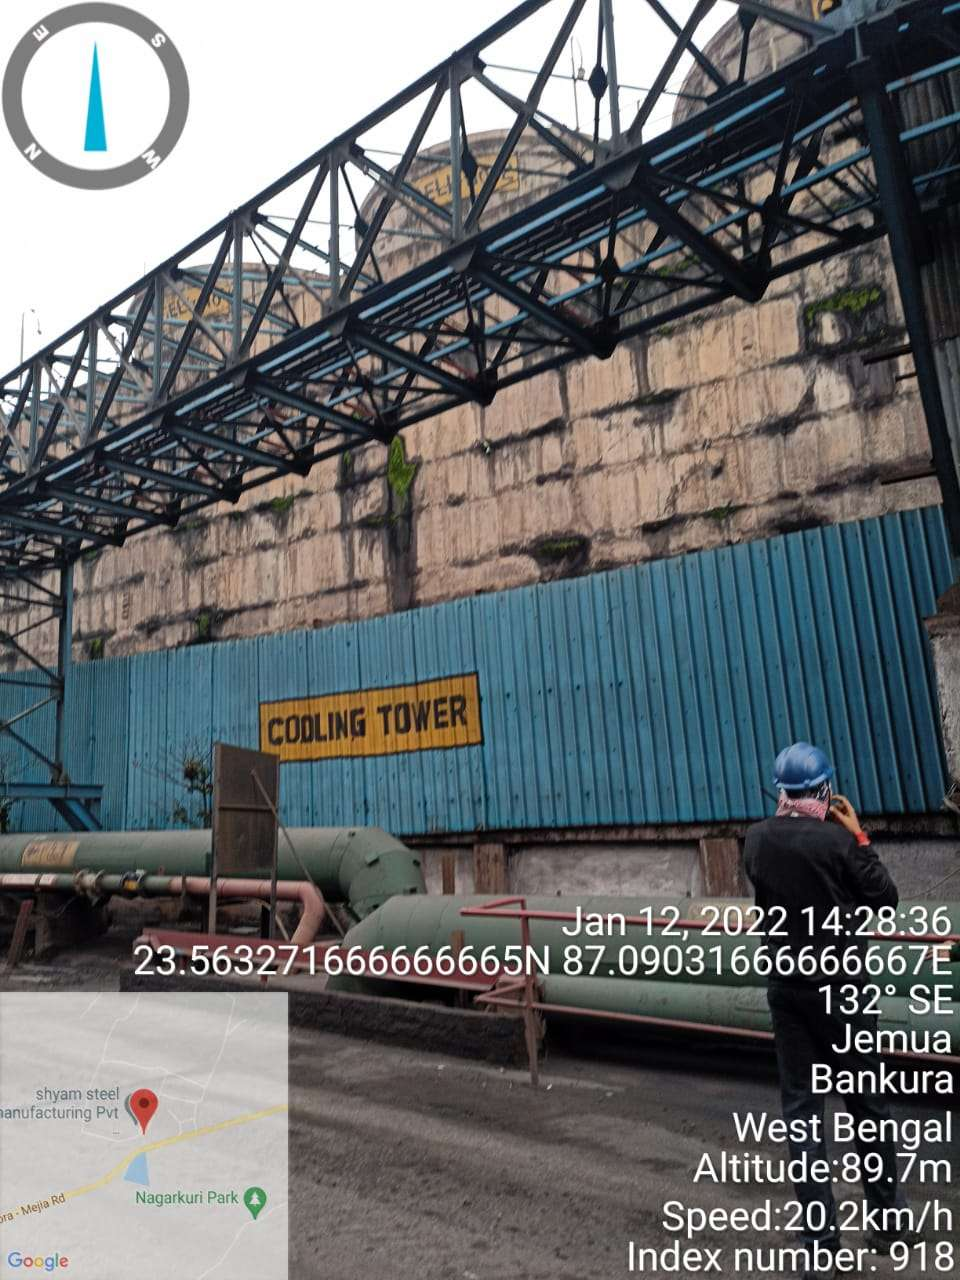 E
S
N
W
COOLING TOWER
Jan 12, 2022 14:28:36
23.563271666666665N 87.09031666666667E
132° SE
Jemua
Bankura
West Bengal
Altitude:89.7m
Speed:20.2km/h
Index number: 918
shyam steel
Pvt
...
Mejia Rd
Nagarkuri Park
Google